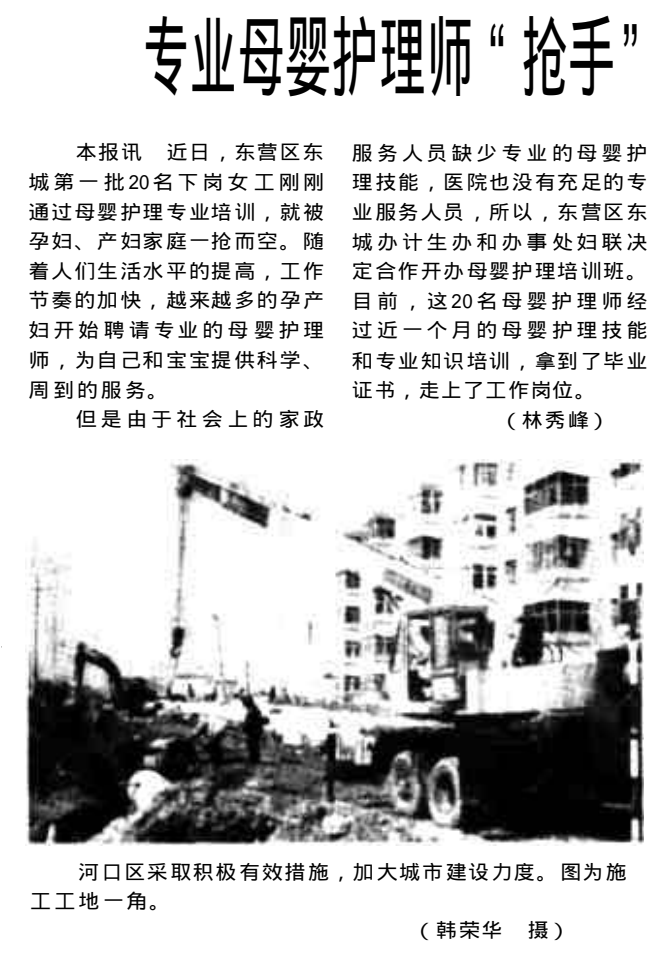 专业母婴护理师“抢手”
本报讯　近日，东营区东
城第一批20名下岗女工刚刚
通过母婴护理专业培训，就被
孕妇、产妇家庭一抢而空。随
着人们生活水平的提高，工作
节奏的加快，越来越多的孕产
妇开始聘请专业的母婴护理
师，为自己和宝宝提供科学、
周到的服务。
但是由于社会上的家政
服务人员缺少专业的母婴护
理技能，医院也没有充足的专
业服务人员，所以，东营区东
城办计生办和办事处妇联决
定合作开办母婴护理培训班。
目前，这20名母婴护理师经
过近一个月的母婴护理技能
和专业知识培训，拿到了毕业
证书，走上了工作岗位。
（林秀峰）
河口区采取积极有效措施，加大城市建设力度。图为施
工工地一角。
（韩荣华　摄）